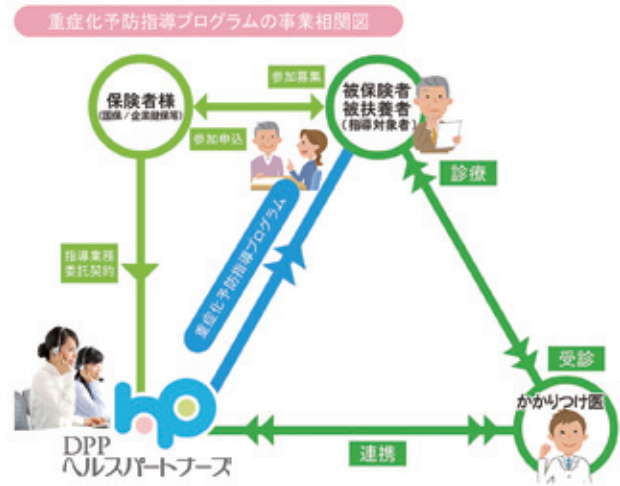 重症化予防指導プログラムの事業相関図
保険者様
(国保/企業健保等)
参加募集
参加申込
被保険者
被扶養者
(指導対象者)
診療
指導業務
委託契約
重症化予防指導プログラム
受診
かかりつけ医
連携
hp
DPP
ヘルスパートナーズ